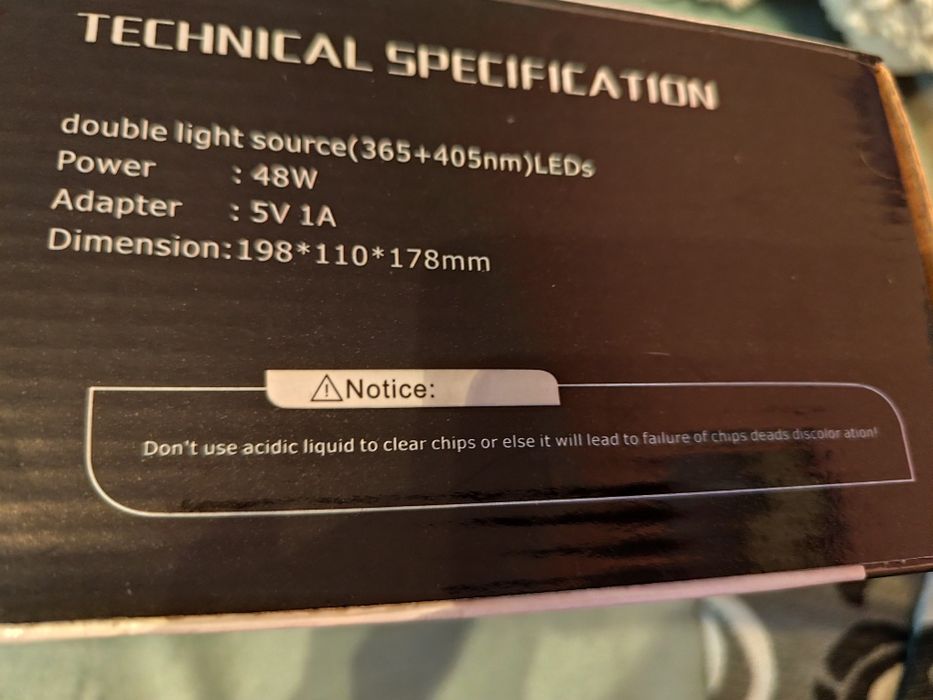 TECHNICAL SPECIFICATION
double light source(365+405nm)LEDs
Power : 48W
Adapter : 5V 1A
Dimension:198*110*178mm
⚠Notice:
Don't use acidic liquid to clear chips or else it will lead to failure of chips deads discolor ation!